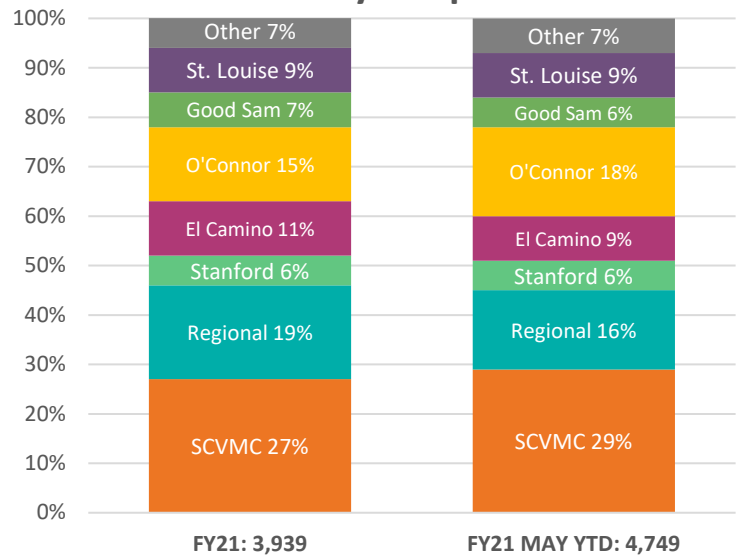 100%
90%
80%
70%
60%
50%
40%
30%
20%
10%
0%
Other 7%
St. Louise 9%
Good Sam 7%
O'Connor 15%
El Camino 11%
Stanford 6%
Regional 19%
SCVMC 27%
Other 7%
St. Louise 9%
Good Sam 6%
O'Connor 18%
El Camino 9%
Stanford 6%
Regional 16%
SCVMC 29%
FY21: 3,939
FY21 MAY YTD: 4,749